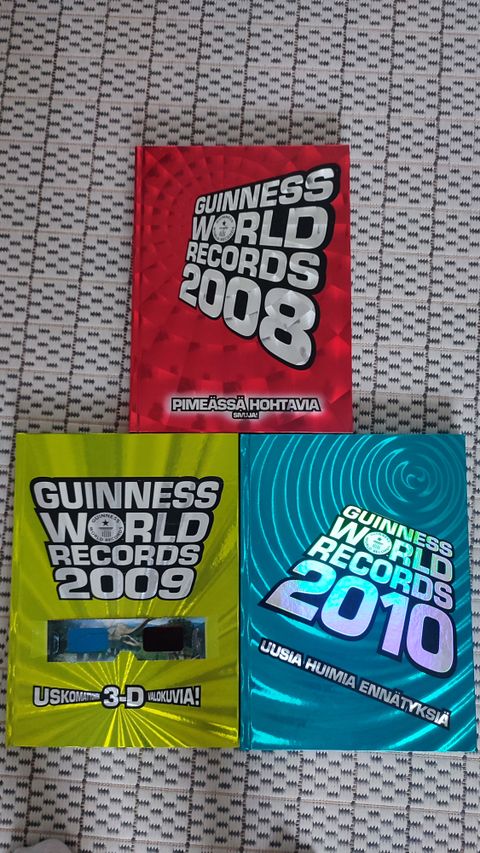 GUINNESS
WORLD
RECORDS
2008
PIMEÄSSÄ HOHTAVIA
SIVUJA!
GUINNESS
WORLD
RECORDS
2009
USKOMATTOMIA 3-D VALOKUVIA!
GUINNESS
WORLD
RECORDS
2010
UUSIA HUIMIA ENNÄTYKSIÄ